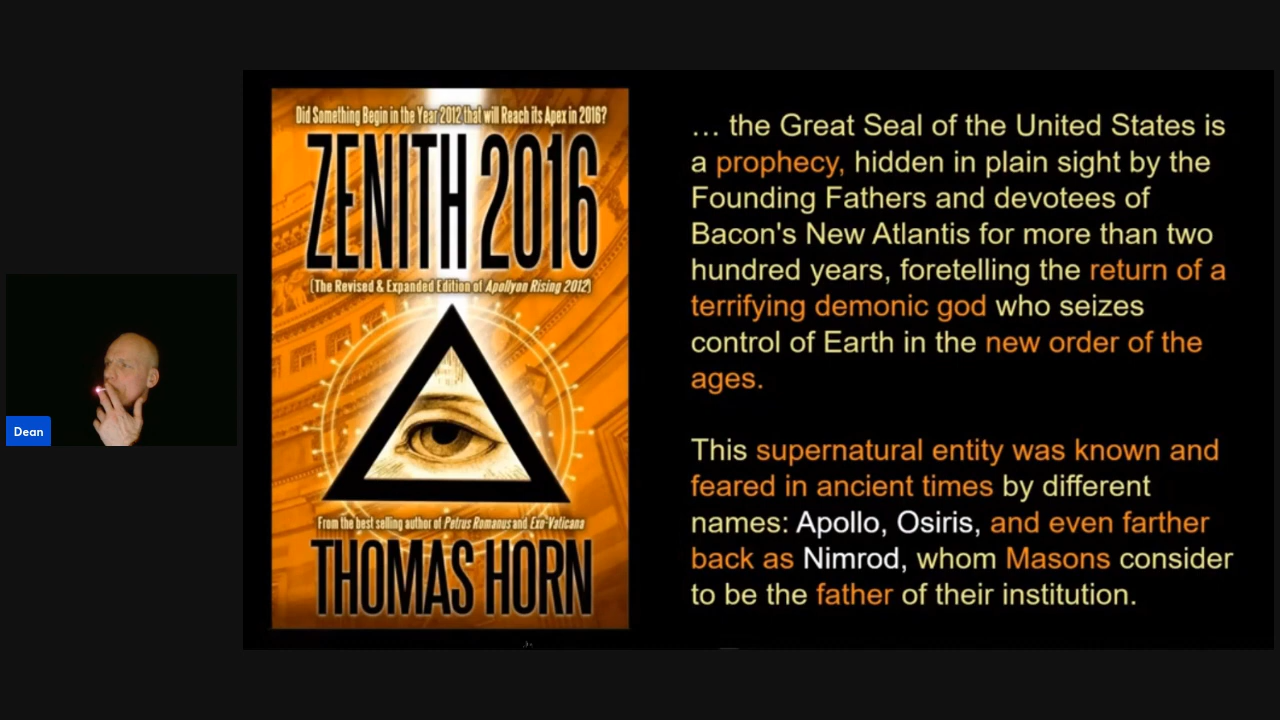 Did Something Begin in the Year 2012 that will Reach its Apex in 2016?
ZENITH 2016
(The Revised & Expanded Edition of Apollyon Rising 2012)
From the best selling author of Petrus Romanus and Exo-Vaticana
THOMAS HORN
… the Great Seal of the United States is
a prophecy, hidden in plain sight by the
Founding Fathers and devotees of
Bacon's New Atlantis for more than two
hundred years, foretelling the return of a
terrifying demonic god who seizes
control of Earth in the new order of the
ages.
This supernatural entity was known and
feared in ancient times by different
names: Apollo, Osiris, and even farther
back as Nimrod, whom Masons consider
to be the father of their institution.
Dean